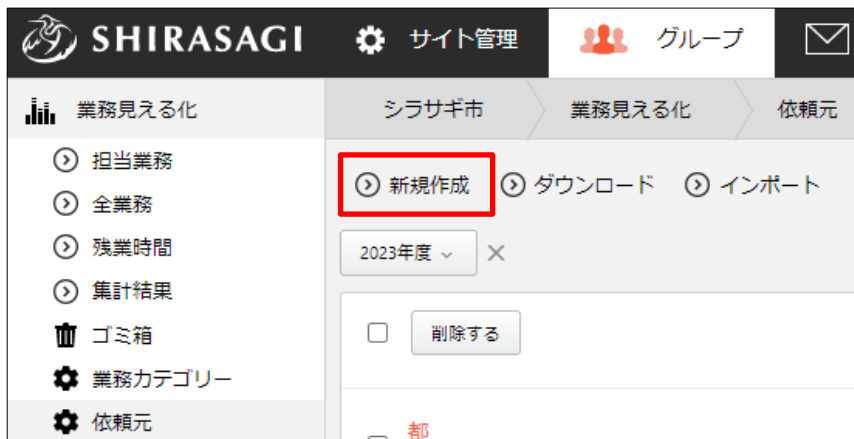 SHIRASAGI サイト管理 グループ
業務見える化
シラサギ市 業務見える化 依頼元
担当業務
全業務
残業時間
集計結果
ゴミ箱
業務カテゴリー
依頼元
新規作成 ダウンロード インポート
2023年度
削除する
都